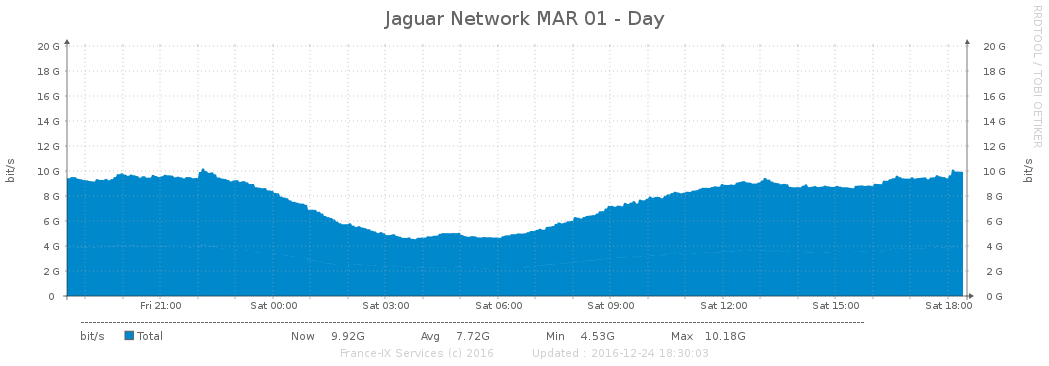 Jaguar Network MAR 01 - Day
RRDTOOL / TOBI OETIKER
bit/s
20 G 20 G
18 G 18 G
16 G 16 G
14 G 14 G
12 G 12 G
10 G 10 G
8 G 8 G
6 G 6 G
4 G 4 G
2 G 2 G
0 0 G
bit/s
Fri 21:00 Sat 00:00 Sat 03:00 Sat 06:00 Sat 09:00 Sat 12:00 Sat 15:00 Sat 18:00
bit/s Total Now 9.92G Avg 7.72G Min 4.53G Max 10.18G
France-IX Services (c) 2016 Updated : 2016-12-24 18:30:03